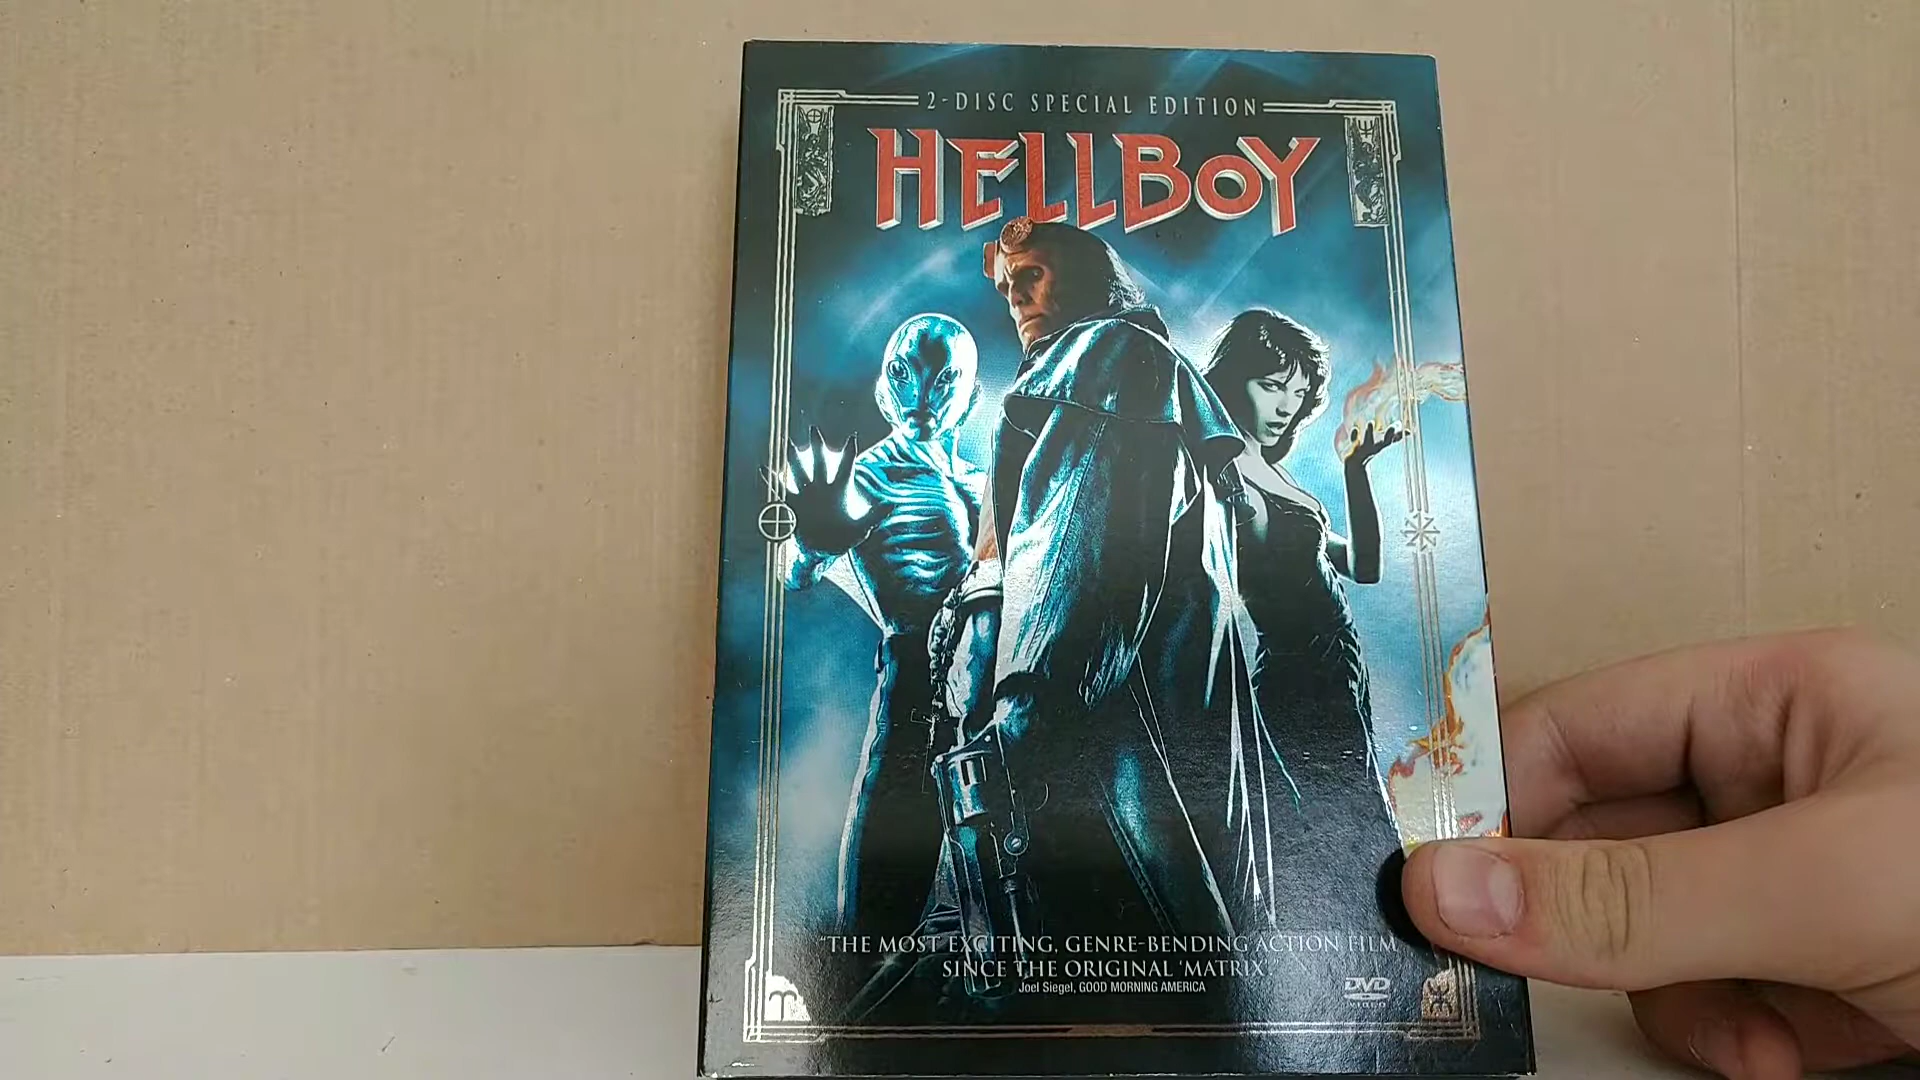 2-DISC SPECIAL EDITION
HELLBOY
"THE MOST EXCITING, GENRE-BENDING ACTION FILM
SINCE THE ORIGINAL 'MATRIX'."
Joel Siegel, GOOD MORNING AMERICA
DVD
VIDEO